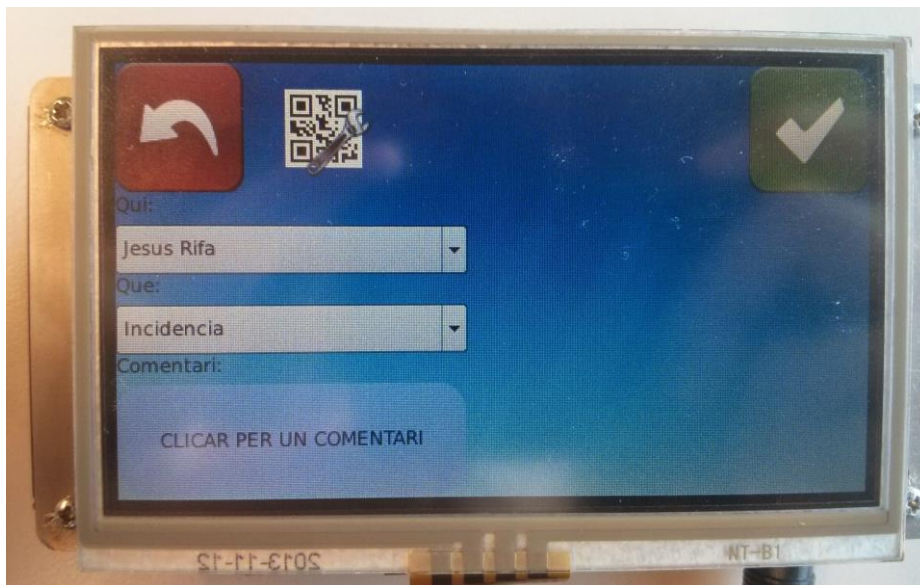 Qui:
Jesus Rifa
Que:
Incidencia
Comentari:
CLICAR PER UN COMENTARI
2013-11-12
NT-B1